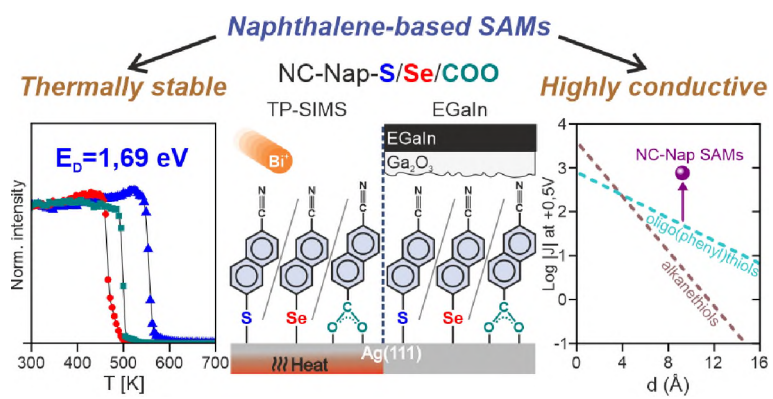 Naphthalene-based SAMs
Thermally stable
NC-Nap-S/Se/COO
Highly conductive
TP-SIMS
EGaIn
E_D=1,69 eV
Norm. intensity
300 400 500 600 700
T [K]
Bi⁺
EGaIn
Ga₂O₃
N N N N N N
C C C C C C
S Se C O O
S Se C O O
Ag(111)
Heat
Log |J| at +0.5V
4
3
2
1
0
-1
NC-Nap SAMs
oligo(phenyl)thiols
alkanethiols
0 4 8 12 16
d (Å)